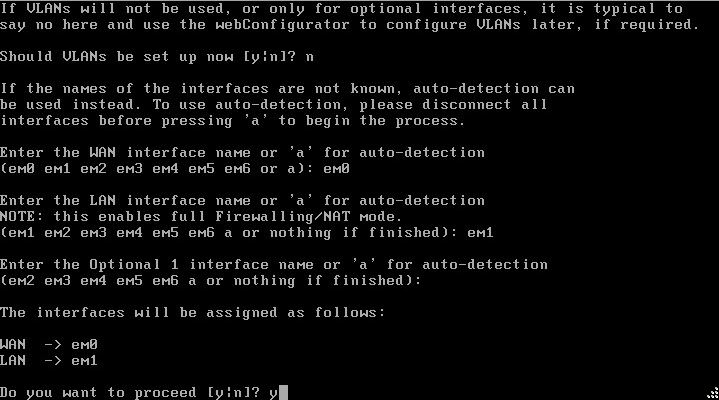 If VLANs will not be used, or only for optional interfaces, it is typical to
say no here and use the webConfigurator to configure VLANs later, if required.
Should VLANs be set up now [y|n]? n
If the names of the interfaces are not known, auto-detection can
be used instead. To use auto-detection, please disconnect all
interfaces before pressing 'a' to begin the process.
Enter the WAN interface name or 'a' for auto-detection
(em0 em1 em2 em3 em4 em5 em6 or a): em0
Enter the LAN interface name or 'a' for auto-detection
NOTE: this enables full Firewalling/NAT mode.
(em1 em2 em3 em4 em5 em6 a or nothing if finished): em1
Enter the Optional 1 interface name or 'a' for auto-detection
(em2 em3 em4 em5 em6 a or nothing if finished):
The interfaces will be assigned as follows:
WAN  -> em0
LAN  -> em1
Do you want to proceed [y|n]? y